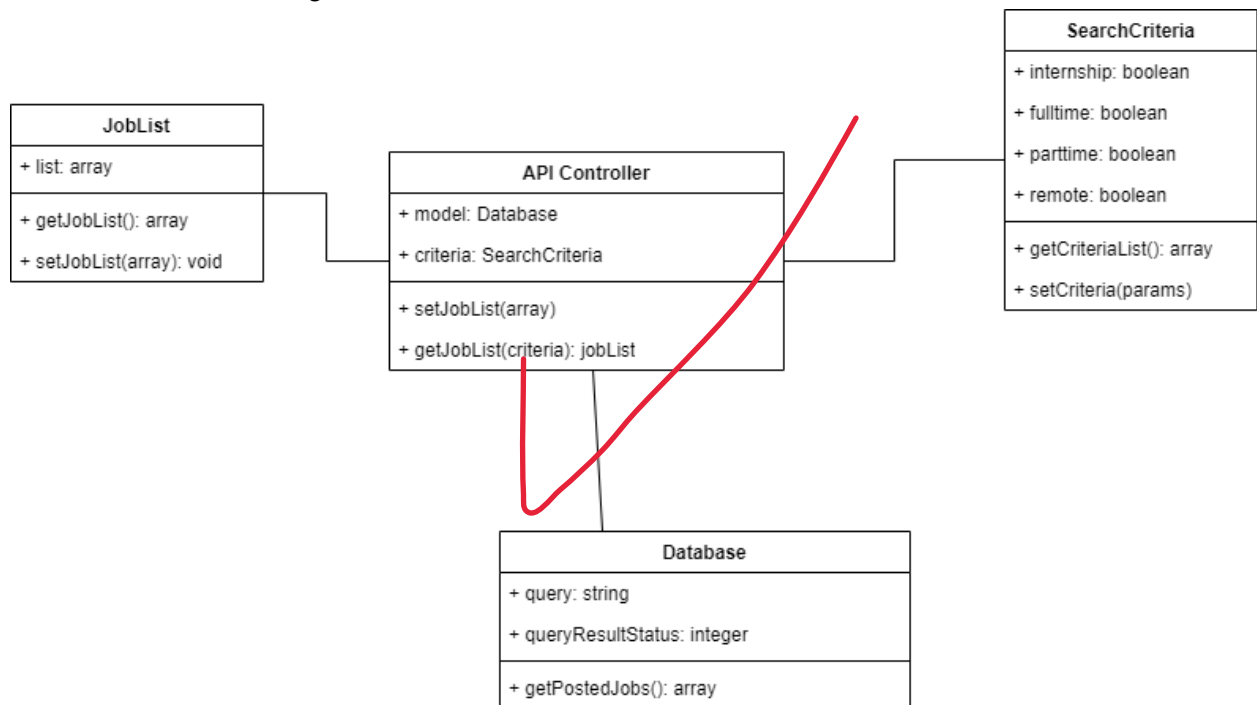 SearchCriteria
+ internship: boolean
+ fulltime: boolean
+ parttime: boolean
+ remote: boolean
+ getCriteriaList(): array
+ setCriteria(params)
JobList
+ list: array
+ getJobList(): array
+ setJobList(array): void
API Controller
+ model: Database
+ criteria: SearchCriteria
+ setJobList(array)
+ getJobList(criteria): jobList
Database
+ query: string
+ queryResultStatus: integer
+ getPostedJobs(): array